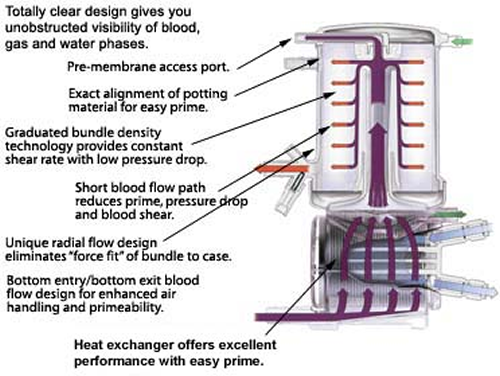 Totally clear design gives you
unobstructed visibility of blood,
gas and water phases.
Pre-membrane access port.
Exact alignment of potting
material for easy prime.
Graduated bundle density
technology provides constant
shear rate with low pressure drop.
Short blood flow path
reduces prime, pressure drop
and blood shear.
Unique radial flow design
eliminates "force fit" of bundle to case.
Bottom entry/bottom exit blood
flow design for enhanced air
handling and primeability.
Heat exchanger offers excellent
performance with easy prime.